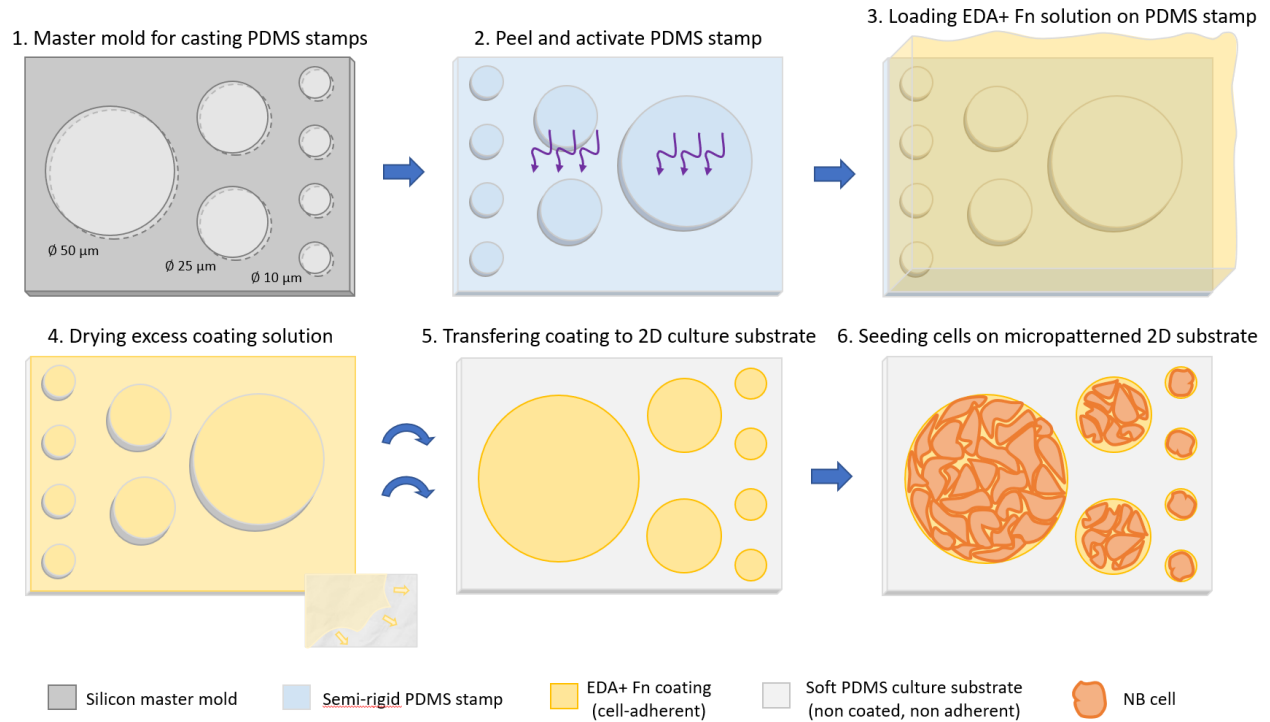 1. Master mold for casting PDMS stamps
2. Peel and activate PDMS stamp
3. Loading EDA+ Fn solution on PDMS stamp
Ø 50 µm
Ø 25 µm
Ø 10 µm
4. Drying excess coating solution
5. Transfering coating to 2D culture substrate
6. Seeding cells on micropatterned 2D substrate
Silicon master mold
Semi-rigid PDMS stamp
EDA+ Fn coating
(cell-adherent)
Soft PDMS culture substrate
(non coated, non adherent)
NB cell